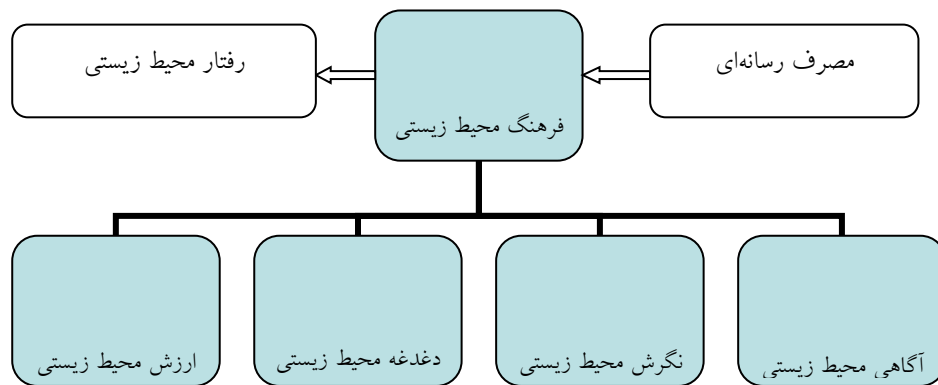 مصرف رسانه‌ای
رفتار محیط زیستی
فرهنگ محیط زیستی
آگاهی محیط زیستی
نگرش محیط زیستی
دغدغه محیط زیستی
ارزش محیط زیستی